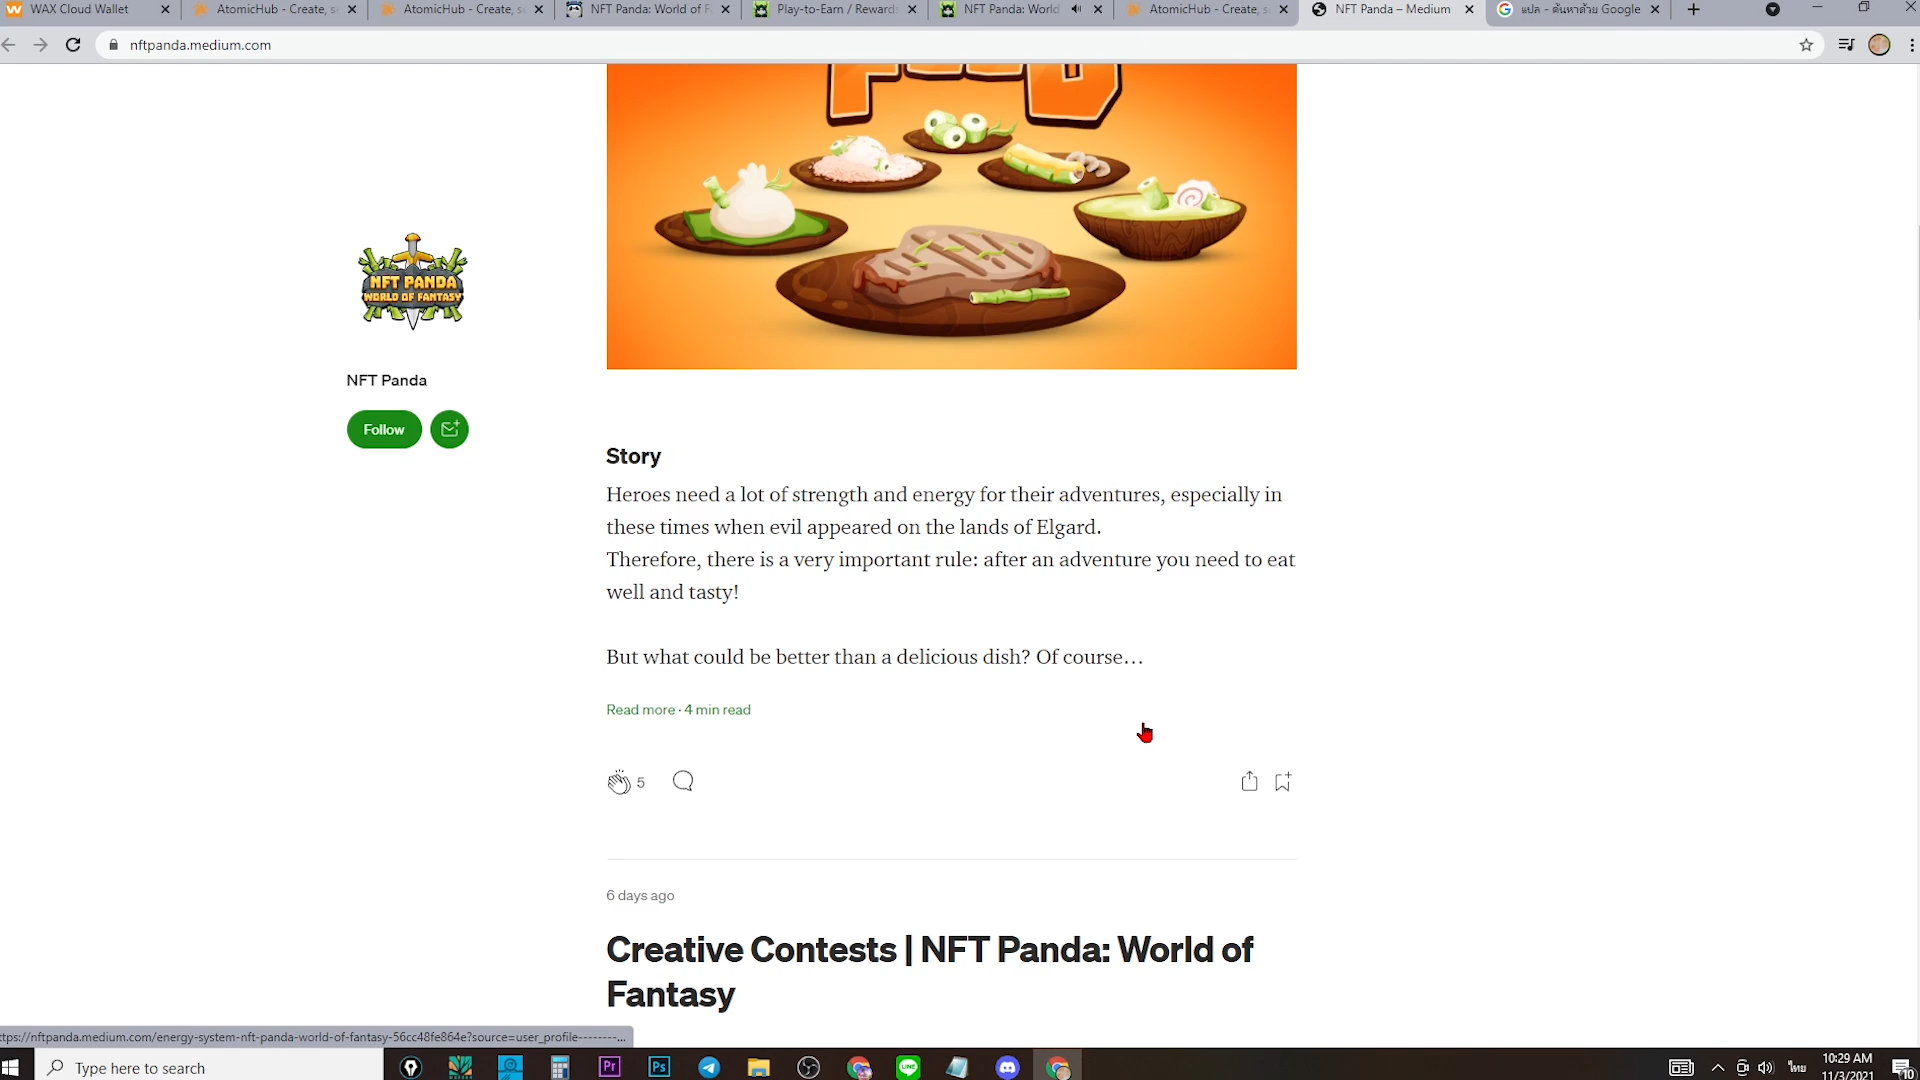 WAX Cloud Wallet
AtomicHub - Create, s
AtomicHub - Create, s
NFT Panda: World of F
Play-to-Earn / Reward
NFT Panda: World
AtomicHub - Create, s
NFT Panda – Medium
แปล - ค้นหาด้วย Google
nftpanda.medium.com
NFT PANDA
WORLD OF FANTASY
NFT Panda
Follow
Story
Heroes need a lot of strength and energy for their adventures, especially in
these times when evil appeared on the lands of Elgard.
Therefore, there is a very important rule: after an adventure you need to eat
well and tasty!
But what could be better than a delicious dish? Of course…
Read more · 4 min read
5
6 days ago
Creative Contests | NFT Panda: World of
Fantasy
ttps://nftpanda.medium.com/energy-system-nft-panda-world-of-fantasy-56cc48fe864e?source=user_profile--------...
Type here to search
Pr
Ps
LINE
ไทย
10:29 AM
11/3/2021
10